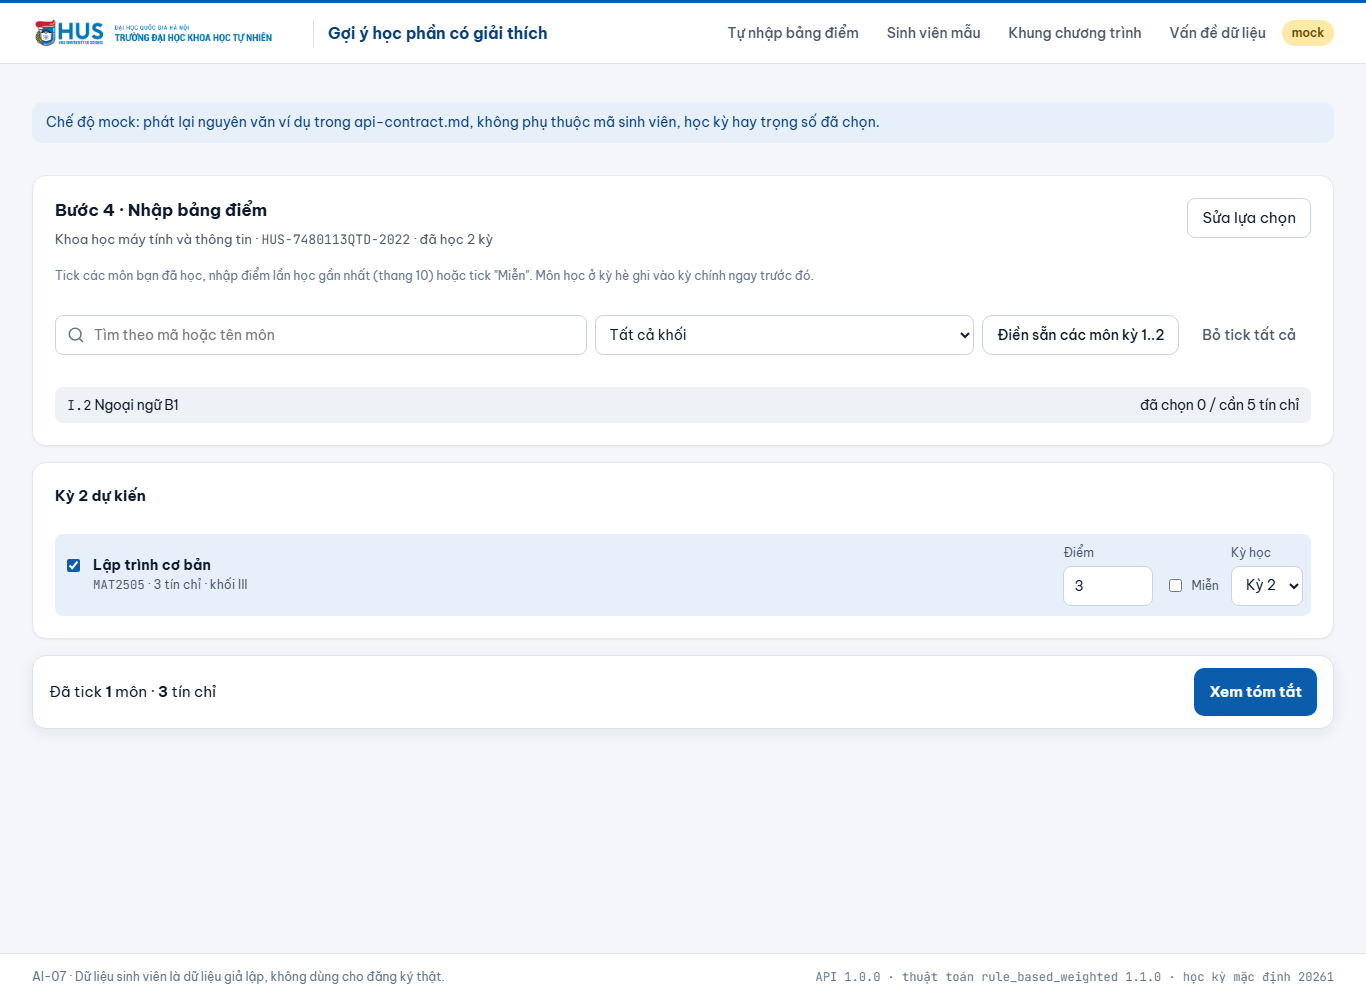 HUS
VNU UNIVERSITY OF SCIENCE
ĐẠI HỌC QUỐC GIA HÀ NỘI
TRƯỜNG ĐẠI HỌC KHOA HỌC TỰ NHIÊN
Gợi ý học phần có giải thích
Tự nhập bảng điểm
Sinh viên mẫu
Khung chương trình
Vấn đề dữ liệu
mock
Chế độ mock: phát lại nguyên văn ví dụ trong api-contract.md, không phụ thuộc mã sinh viên, học kỳ hay trọng số đã chọn.
Bước 4 · Nhập bảng điểm
Khoa học máy tính và thông tin · HUS-7480113QTD-2022 · đã học 2 kỳ
Sửa lựa chọn
Tick các môn bạn đã học, nhập điểm lần học gần nhất (thang 10) hoặc tick "Miễn". Môn học ở kỳ hè ghi vào kỳ chính ngay trước đó.
Tìm theo mã hoặc tên môn
Tất cả khối
Điền sẵn các môn kỳ 1..2
Bỏ tick tất cả
I.2 Ngoại ngữ B1
đã chọn 0 / cần 5 tín chỉ
Kỳ 2 dự kiến
Lập trình cơ bản
MAT2505 · 3 tín chỉ · khối III
Điểm
3
Miễn
Kỳ học
Kỳ 2
Đã tick 1 môn · 3 tín chỉ
Xem tóm tắt
AI-07 · Dữ liệu sinh viên là dữ liệu giả lập, không dùng cho đăng ký thật.
API 1.0.0 · thuật toán rule_based_weighted 1.1.0 · học kỳ mặc định 20261